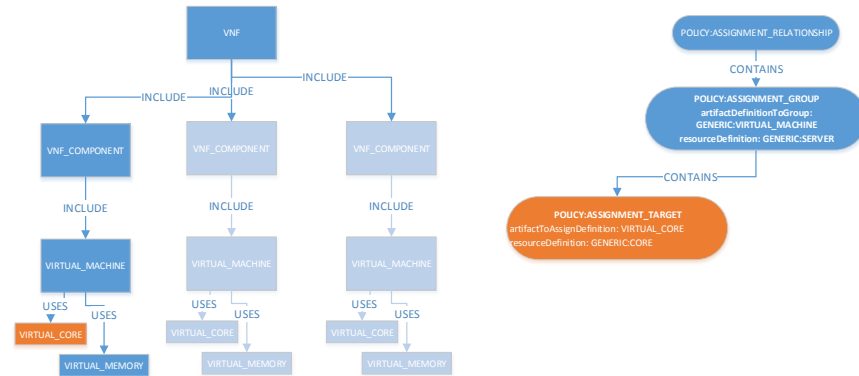 VNF
INCLUDE
INCLUDE
INCLUDE
VNF_COMPONENT
VNF_COMPONENT
VNF_COMPONENT
INCLUDE
INCLUDE
INCLUDE
VIRTUAL_MACHINE
VIRTUAL_MACHINE
VIRTUAL_MACHINE
USES
USES
USES
USES
USES
USES
VIRTUAL_CORE
VIRTUAL_CORE
VIRTUAL_CORE
VIRTUAL_MEMORY
VIRTUAL_MEMORY
VIRTUAL_MEMORY
POLICY:ASSIGNMENT_RELATIONSHIP
CONTAINS
POLICY:ASSIGNMENT_GROUP
artifactDefinitionToGroup:
GENERIC:VIRTUAL_MACHINE
resourceDefinition: GENERIC:SERVER
CONTAINS
POLICY:ASSIGNMENT_TARGET
artifactToAssignDefinition: VIRTUAL_CORE
resourceDefinition: GENERIC:CORE